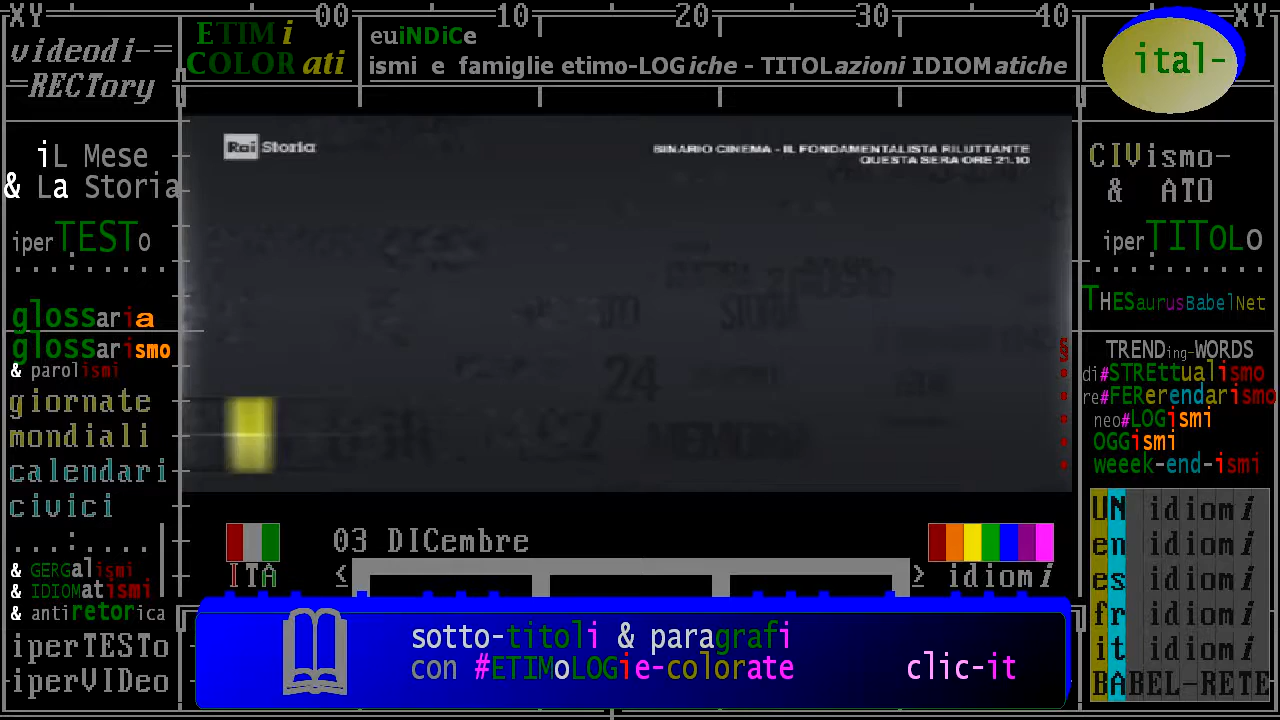 XY 00 10 20 30 40 XY
videodi-=
=RECTory
ETIMi
COLORati
euiNDiCe
ismi e famiglie etimo-LOGiche - TITOLazioni IDIOMatiche
ital-
iL Mese
& La Storia
iperTESTo
glossaria
glossarismo
& parolismi
giornate
mondiali
calendari
civici
& GERGalismi
& IDIOMatismi
& antiretorica
iperTESTo
iperVIDeo
Rai Storia
BINARIO CINEMA - IL FONDAMENTALISTA RILUTTANTE
QUESTA SERA ORE 21.10
24
03 DICembre
ITA
< > idiomi
sotto-titoli & paragrafi
con #ETIMoLOGie-colorate clic-it
CIVismo-
& ATO
iperTITOLo
THESaurusBabelNet
TRENDing-WORDS
di#STREttualismo
re#FERerendarismo
neo#LOGismi
OGGismi
weeek-end-ismi
UN idiomi
en idiomi
es idiomi
fr idiomi
it idiomi
BABEL-RETE